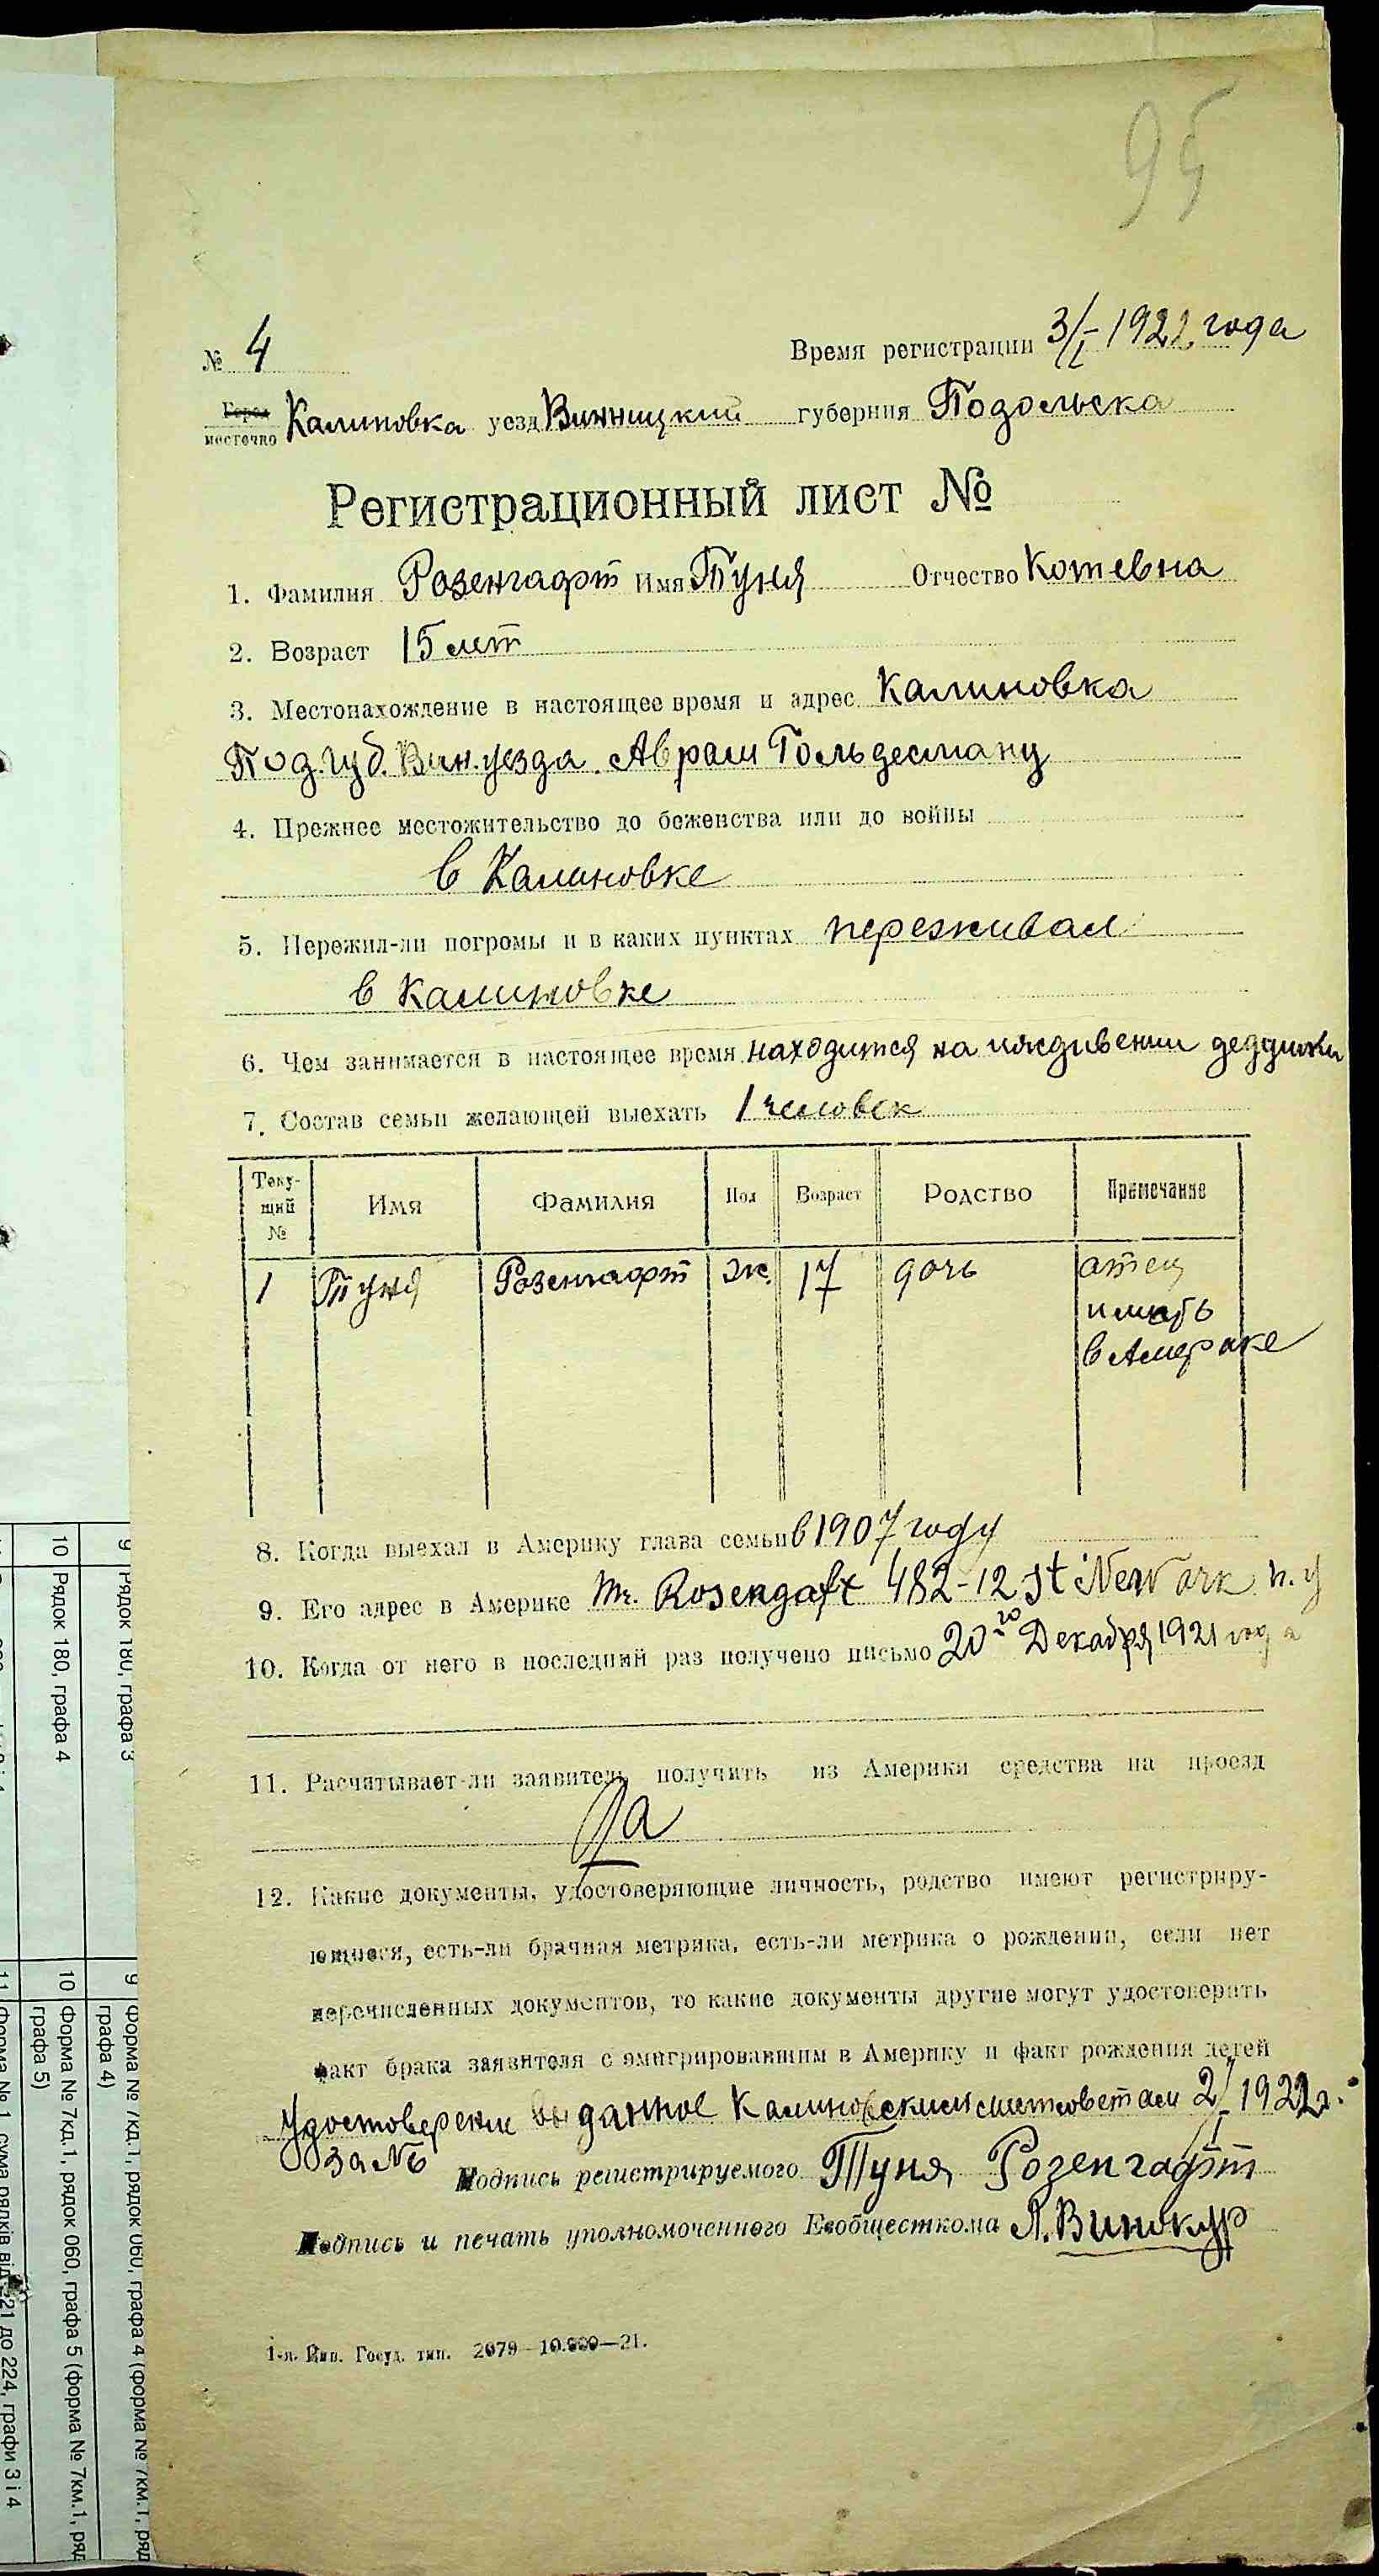 95
№ 4
Время регистрации 3/I 1922 года
Город
местечко Калиновка уезд Винницкий губерния Подольска
Регистрационный лист №
1. Фамилия Розенгафт Имя Туня Отчество Котевна
2. Возраст 15 лет
3. Местонахождение в настоящее время и адрес Калиновка
Под. губ. Вин. уезда. Аврам Гольдесману
4. Прежнее местожительство до беженства или до войны
в Калиновке
5. Пережил-ли погромы и в каких пунктах переживал
в Калиновке
6. Чем занимается в настоящее время находится на иждивении дедушки
7. Состав семьи желающей выехать 1 человек
Теку-
щий
№
Имя Фамилия Пол Возраст Родство Примечание
1 Туня Розенгафт ж. 17 дочь атец
и мать
в Америке
8. Когда выехал в Америку глава семьи в 1907 году
9. Его адрес в Америке Mr. Rosengaft 482-12 st New ork n. y
10. Когда от него в последний раз получено письмо 20го Декабря 1921 года
11. Расчитывает-ли заявитель получить из Америки средства на проезд
Да
12. Какие документы, удостоверяющие личность, родство имеют регистриру-
ющиеся, есть-ли брачная метрика, есть-ли метрика о рождении, если нет
перечисленных документов, то какие документы другие могут удостоверить
факт брака заявителя с эмигрировавшим в Америку и факт рождения детей
Удостоверение выданное Калиновским 2/I 1922 г.
за №
Подпись регистрируемого Туня Розенгафт
Подпись и печать уполномоченного Евобщесткома Л. Винокур
1-я. Вин. Госуд. тип. 2079—10.000—21.
9 Рядок 180, графа 3
10 Рядок 180, графа 4
9 Форма № 7кд.1, рядок 060, графа 4 (форма № 7км.1, ряд
графа 4)
10 Форма № 7кд.1, рядок 060, графа 5 (форма № 7км.1, ряд
графа 5)
11 Форма № 1 сума рядків від 221 до 224, графи 3 і 4